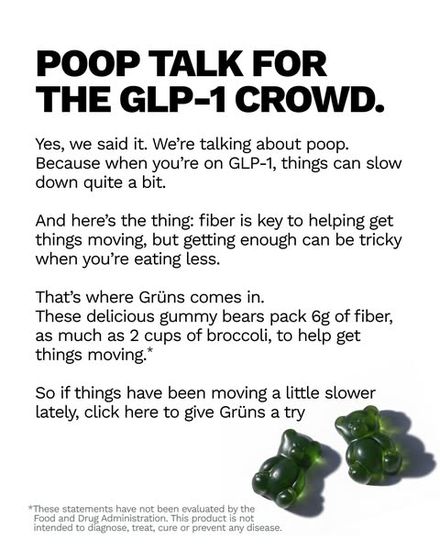 POOP TALK FOR
THE GLP-1 CROWD.
Yes, we said it. We're talking about poop.
Because when you're on GLP-1, things can slow
down quite a bit.
And here's the thing: fiber is key to helping get
things moving, but getting enough can be tricky
when you're eating less.
That's where Grüns comes in.
These delicious gummy bears pack 6g of fiber,
as much as 2 cups of broccoli, to help get
things moving.*
So if things have been moving a little slower
lately, click here to give Grüns a try
*These statements have not been evaluated by the
Food and Drug Administration. This product is not
intended to diagnose, treat, cure or prevent any disease.